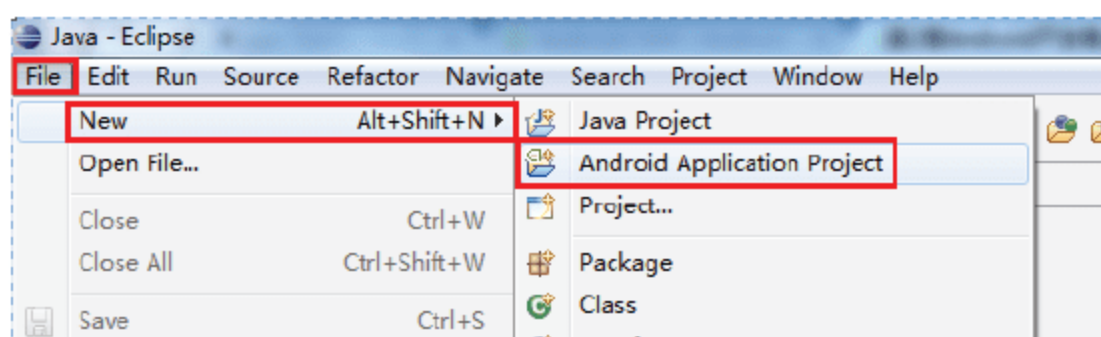 Java - Eclipse
File Edit Run Source Refactor Navigate Search Project Window Help
New Alt+Shift+N
Java Project
Open File...
Android Application Project
Project...
Close Ctrl+W
Close All Ctrl+Shift+W
Package
Class
Save Ctrl+S